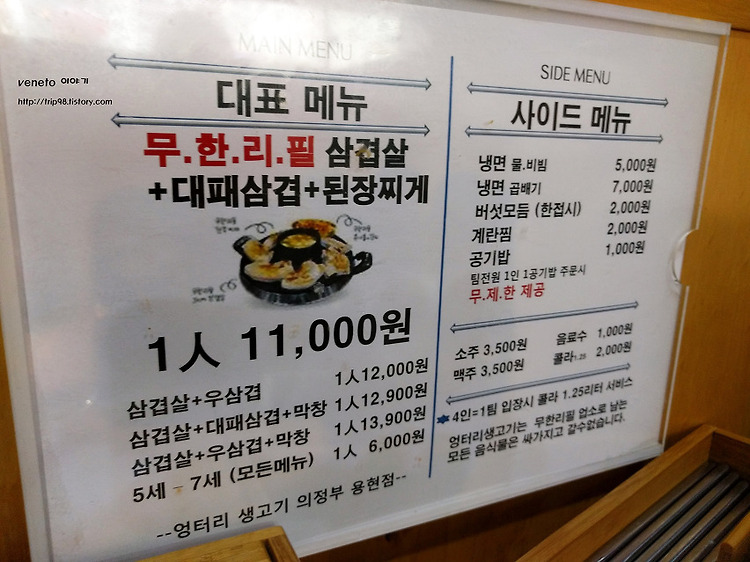 veneto 이야기
http://trip98.tistory.com
MAIN MENU
대표 메뉴
무.한.리.필 삼겹살
+대패삼겹+된장찌게
1人 11,000원
삼겹살+우삼겹 1人12,000원
삼겹살+대패삼겹+막창 1人12,900원
삼겹살+우삼겹+막창 1人13,900원
5세 - 7세 (모든메뉴) 1人 6,000원
--엉터리 생고기 의정부 용현점--
SIDE MENU
사이드 메뉴
냉면 물.비빔 5,000원
냉면 곱배기 7,000원
버섯모듬 (한접시) 2,000원
계란찜 2,000원
공기밥 1,000원
팀전원 1인 1공기밥 주문시
무.제.한 제공
소주 3,500원 음료수 1,000원
맥주 3,500원 콜라1.25 2,000원
4인=1팀 입장시 콜라 1.25리터 서비스
엉터리생고기는 무한리필 업소로 남는
모든 음식물은 싸가지고 갈수없습니다.